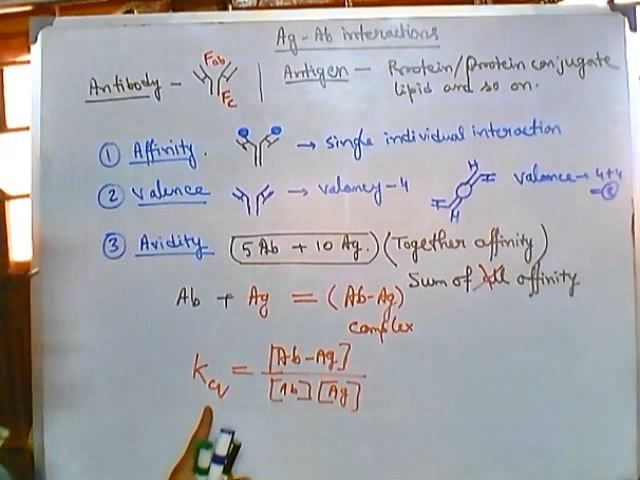 Ag-Ab interactions
Antibody - Fab Fc | Antigen - Protein/protein conjugate
lipid and so on.
① Affinity. → single individual interaction
② Valence → valency-4 valance → 4+4
= 8
③ Avidity (5 Ab + 10 Ag.) (Together affinity)
Sum of affinity
Ab + Ag = (Ab-Ag)
complex
Keq = [Ab-Ag]
[Ab] [Ag]